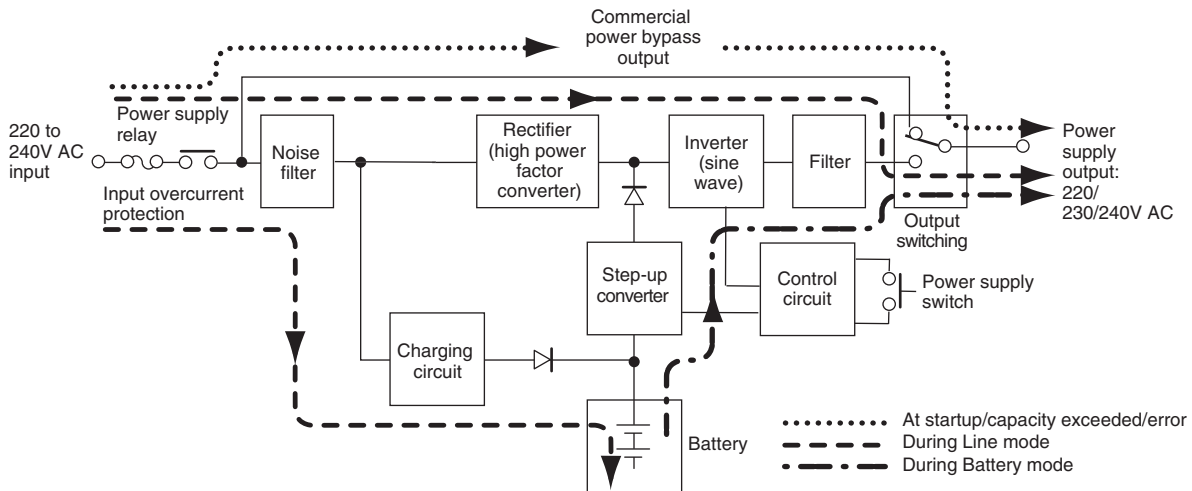 Commercial
power bypass
output
Power supply
relay
220 to
240V AC
input
Input overcurrent
protection
Noise
filter
Rectifier
(high power
factor
converter)
Inverter
(sine
wave)
Filter
Output
switching
Power
supply
output:
220/
230/240V AC
Step-up
converter
Control
circuit
Power supply
switch
Charging
circuit
Battery
At startup/capacity exceeded/error
During Line mode
During Battery mode